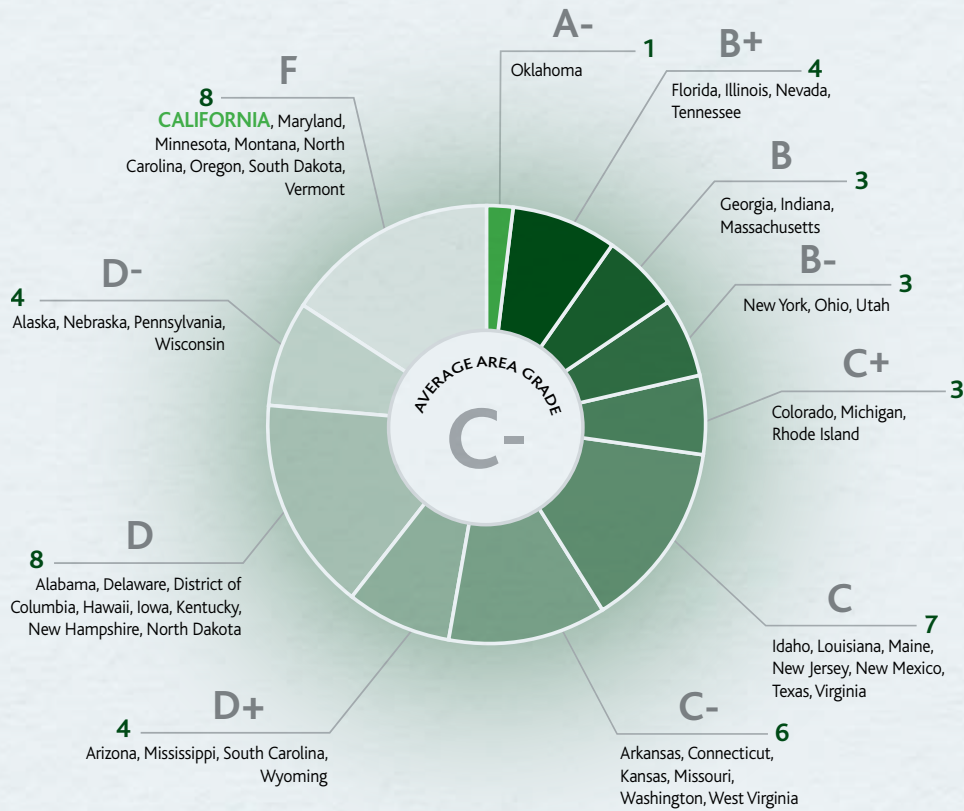 A-
1
Oklahoma
B+
4
Florida, Illinois, Nevada,
Tennessee
B
3
Georgia, Indiana,
Massachusetts
B-
3
New York, Ohio, Utah
C+
3
Colorado, Michigan,
Rhode Island
C
7
Idaho, Louisiana, Maine,
New Jersey, New Mexico,
Texas, Virginia
C-
6
Arkansas, Connecticut,
Kansas, Missouri,
Washington, West Virginia
D+
4
Arizona, Mississippi, South Carolina,
Wyoming
D
8
Alabama, Delaware, District of
Columbia, Hawaii, Iowa, Kentucky,
New Hampshire, North Dakota
D-
4
Alaska, Nebraska, Pennsylvania,
Wisconsin
F
8
CALIFORNIA, Maryland,
Minnesota, Montana, North
Carolina, Oregon, South Dakota,
Vermont
AVERAGE AREA GRADE
C-